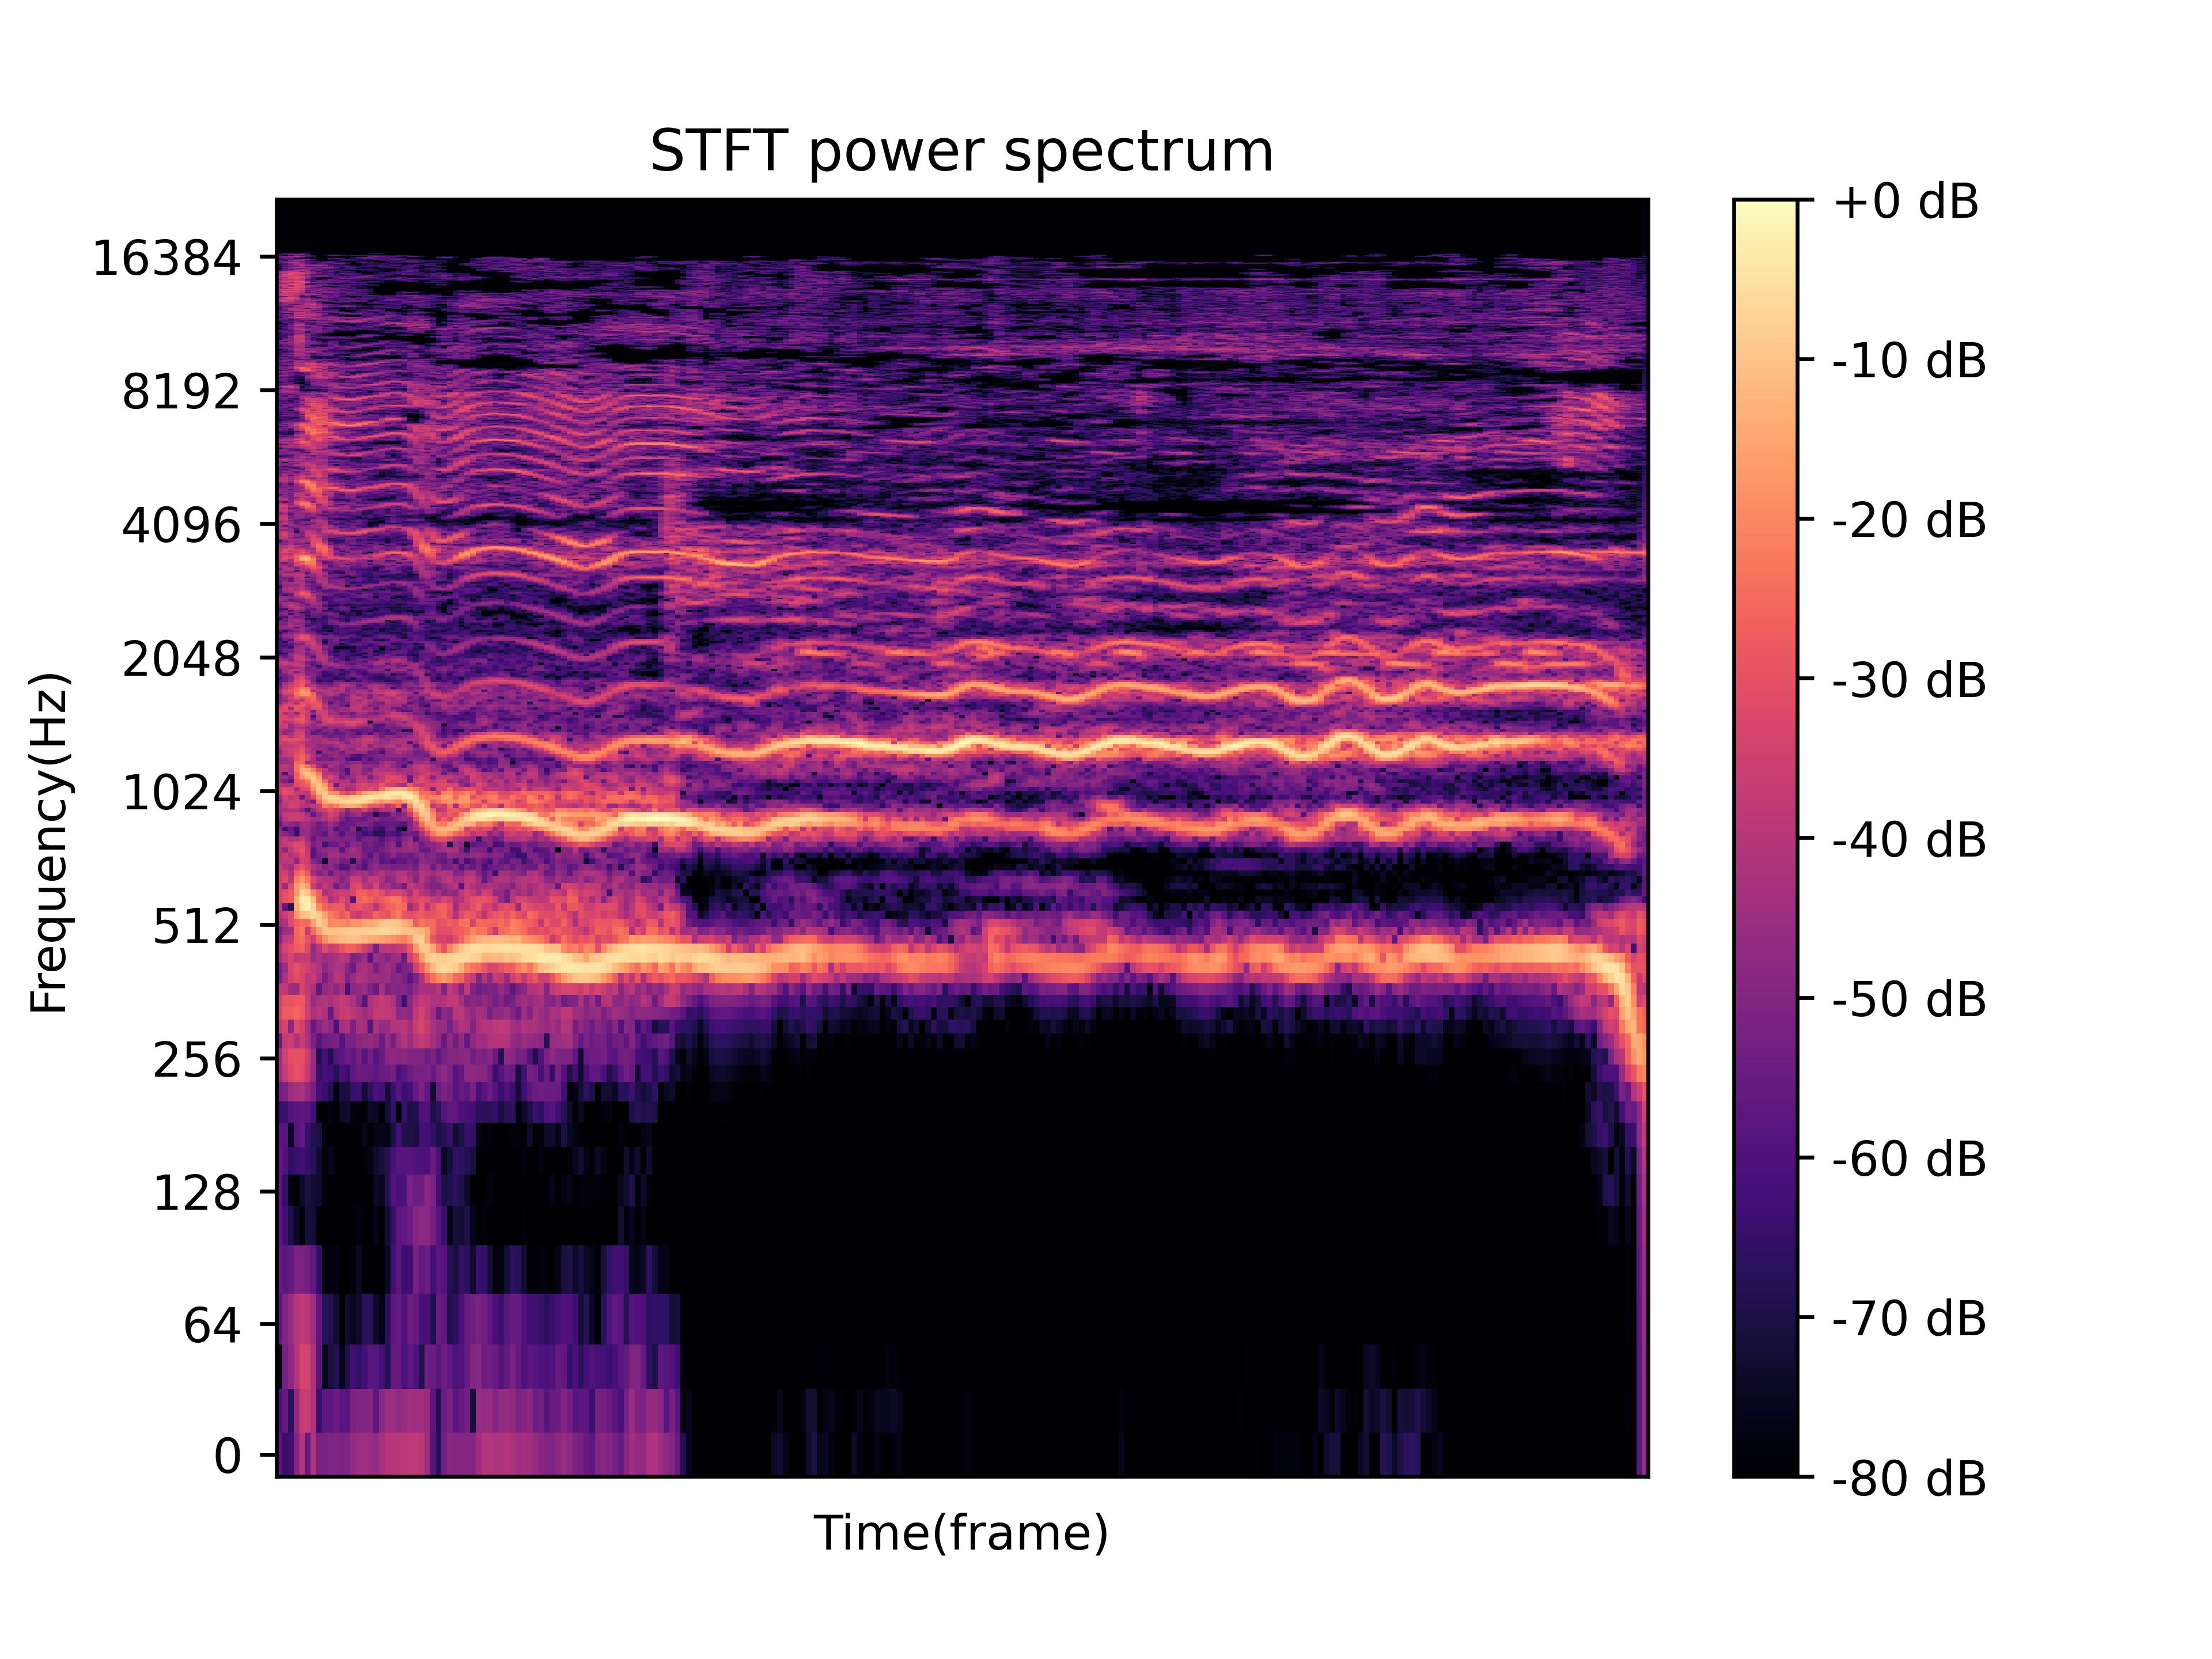 STFT power spectrum
16384
8192
4096
2048
1024
512
256
128
64
0
Frequency(Hz)
Time(frame)
+0 dB
-10 dB
-20 dB
-30 dB
-40 dB
-50 dB
-60 dB
-70 dB
-80 dB